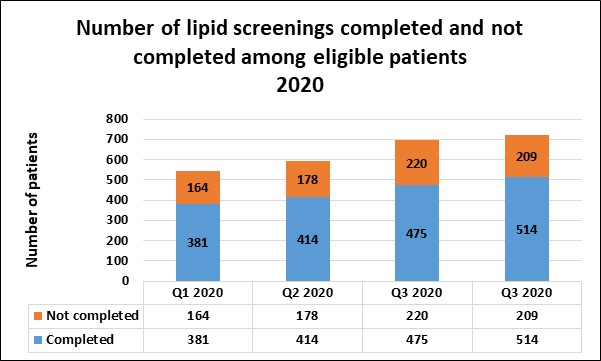 Number of lipid screenings completed and not
completed among eligible patients
2020
Number of patients
800
700
600
500
400
300
200
100
0
164 178 220 209
381 414 475 514
Q1 2020 Q2 2020 Q3 2020 Q3 2020
Not completed 164 178 220 209
Completed 381 414 475 514